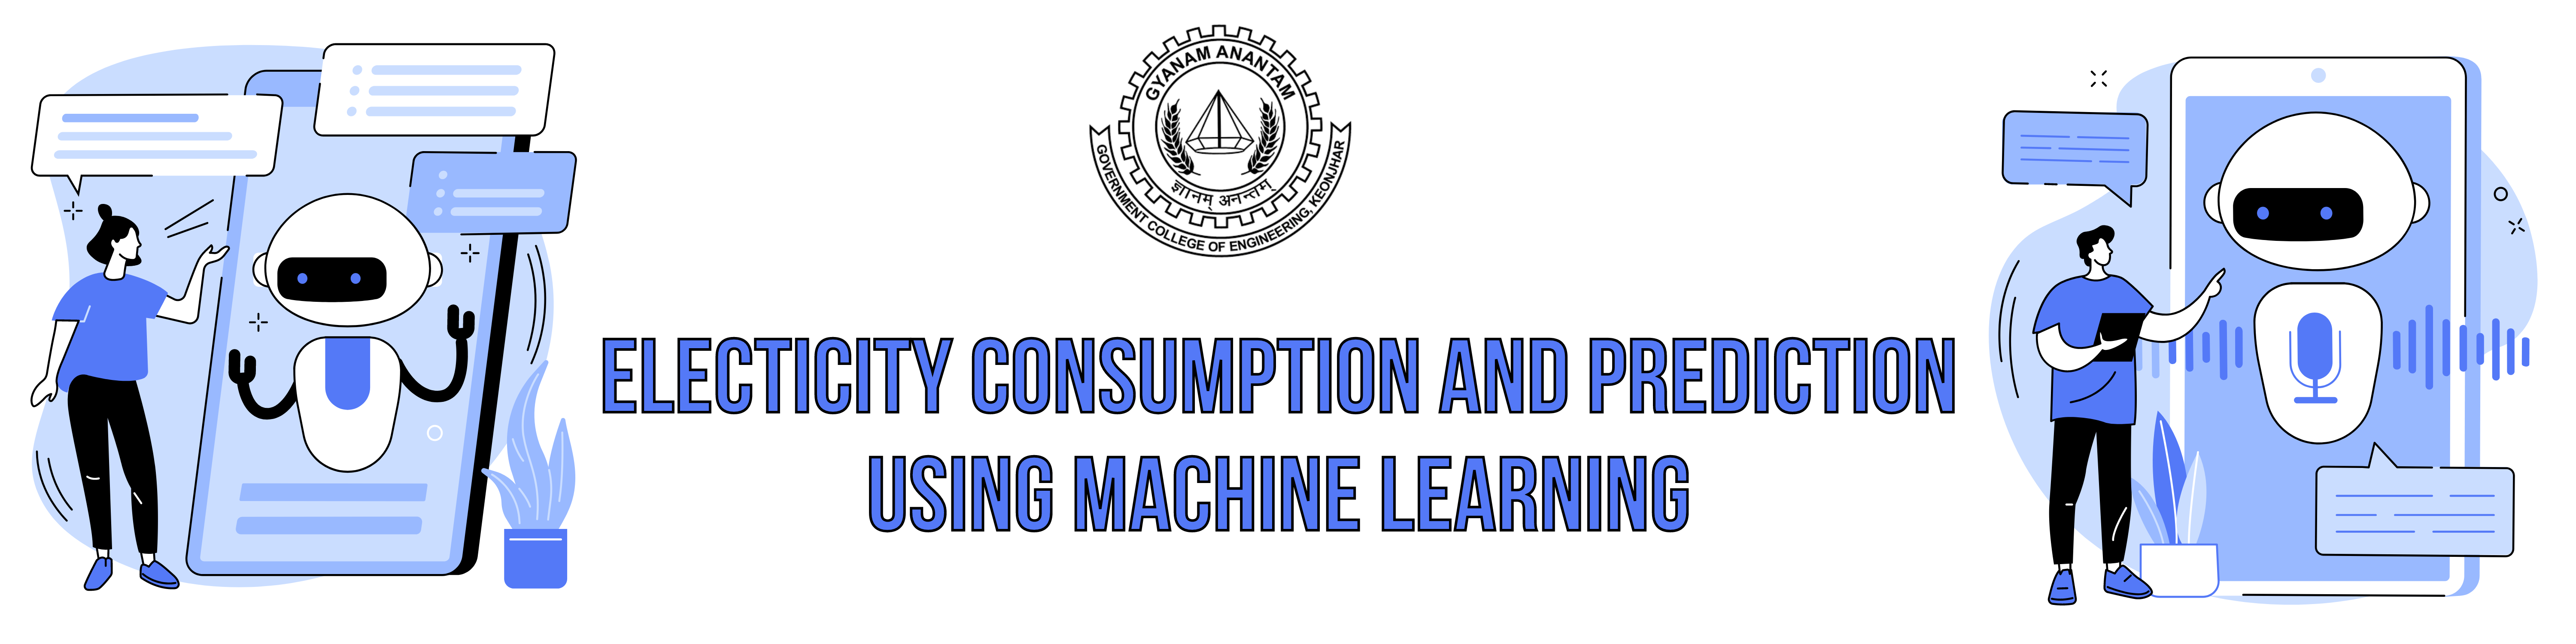 GYANAM ANANTAM
ज्ञानम् अनन्तम्
GOVERNMENT COLLEGE OF ENGINEERING, KEONJHAR
ELECTICITY CONSUMPTION AND PREDICTION
USING MACHINE LEARNING